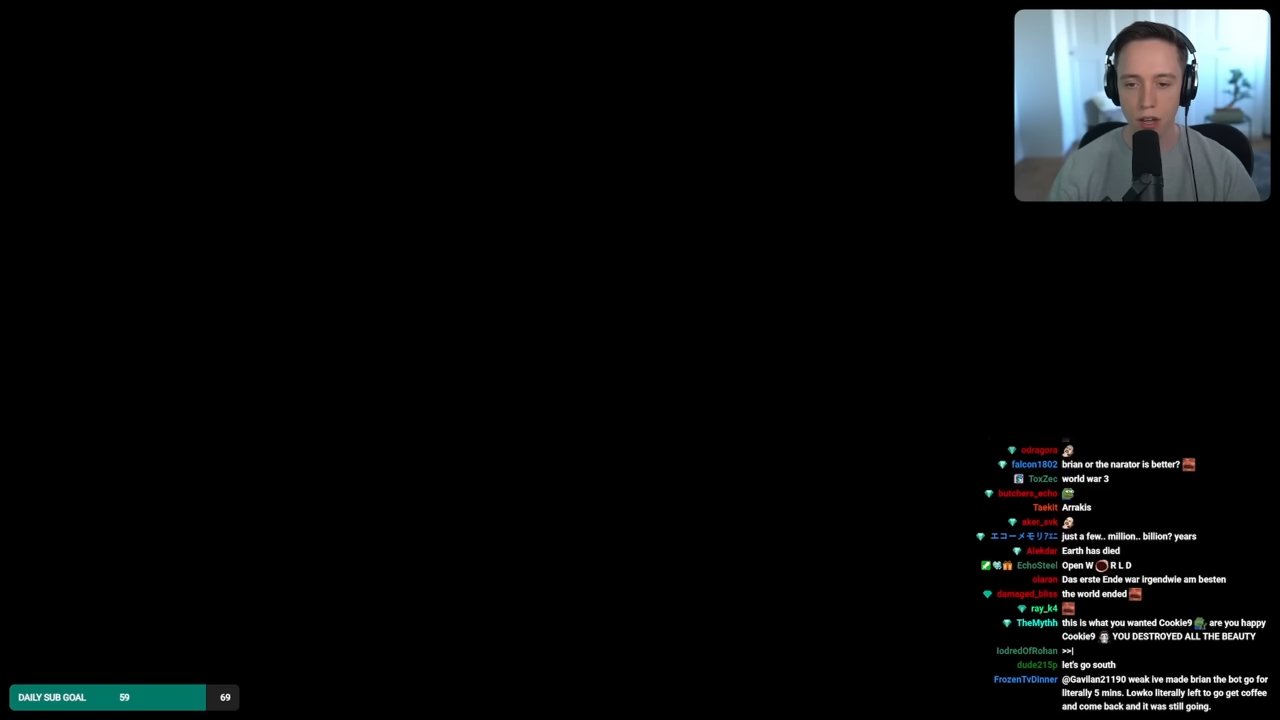 odragora
falcon1802 brian or the narator is better?
ToxZec world war 3
butchers_echo
Taekit Arrakis
aker_svk
just a few.. million.. billion? years
Alekdar Earth has died
EchoSteel Open W R L D
olaran Das erste Ende war irgendwie am besten
damaged_bliss the world ended
ray_k4
TheMythh this is what you wanted Cookie9 are you happy
Cookie9 YOU DESTROYED ALL THE BEAUTY
lodredOfRohan >>|
dude215p let's go south
FrozenTvDinner @Gavilan21190 weak ive made brian the bot go for
literally 5 mins. Lowko literally left to go get coffee
and come back and it was still going.
DAILY SUB GOAL 59 69